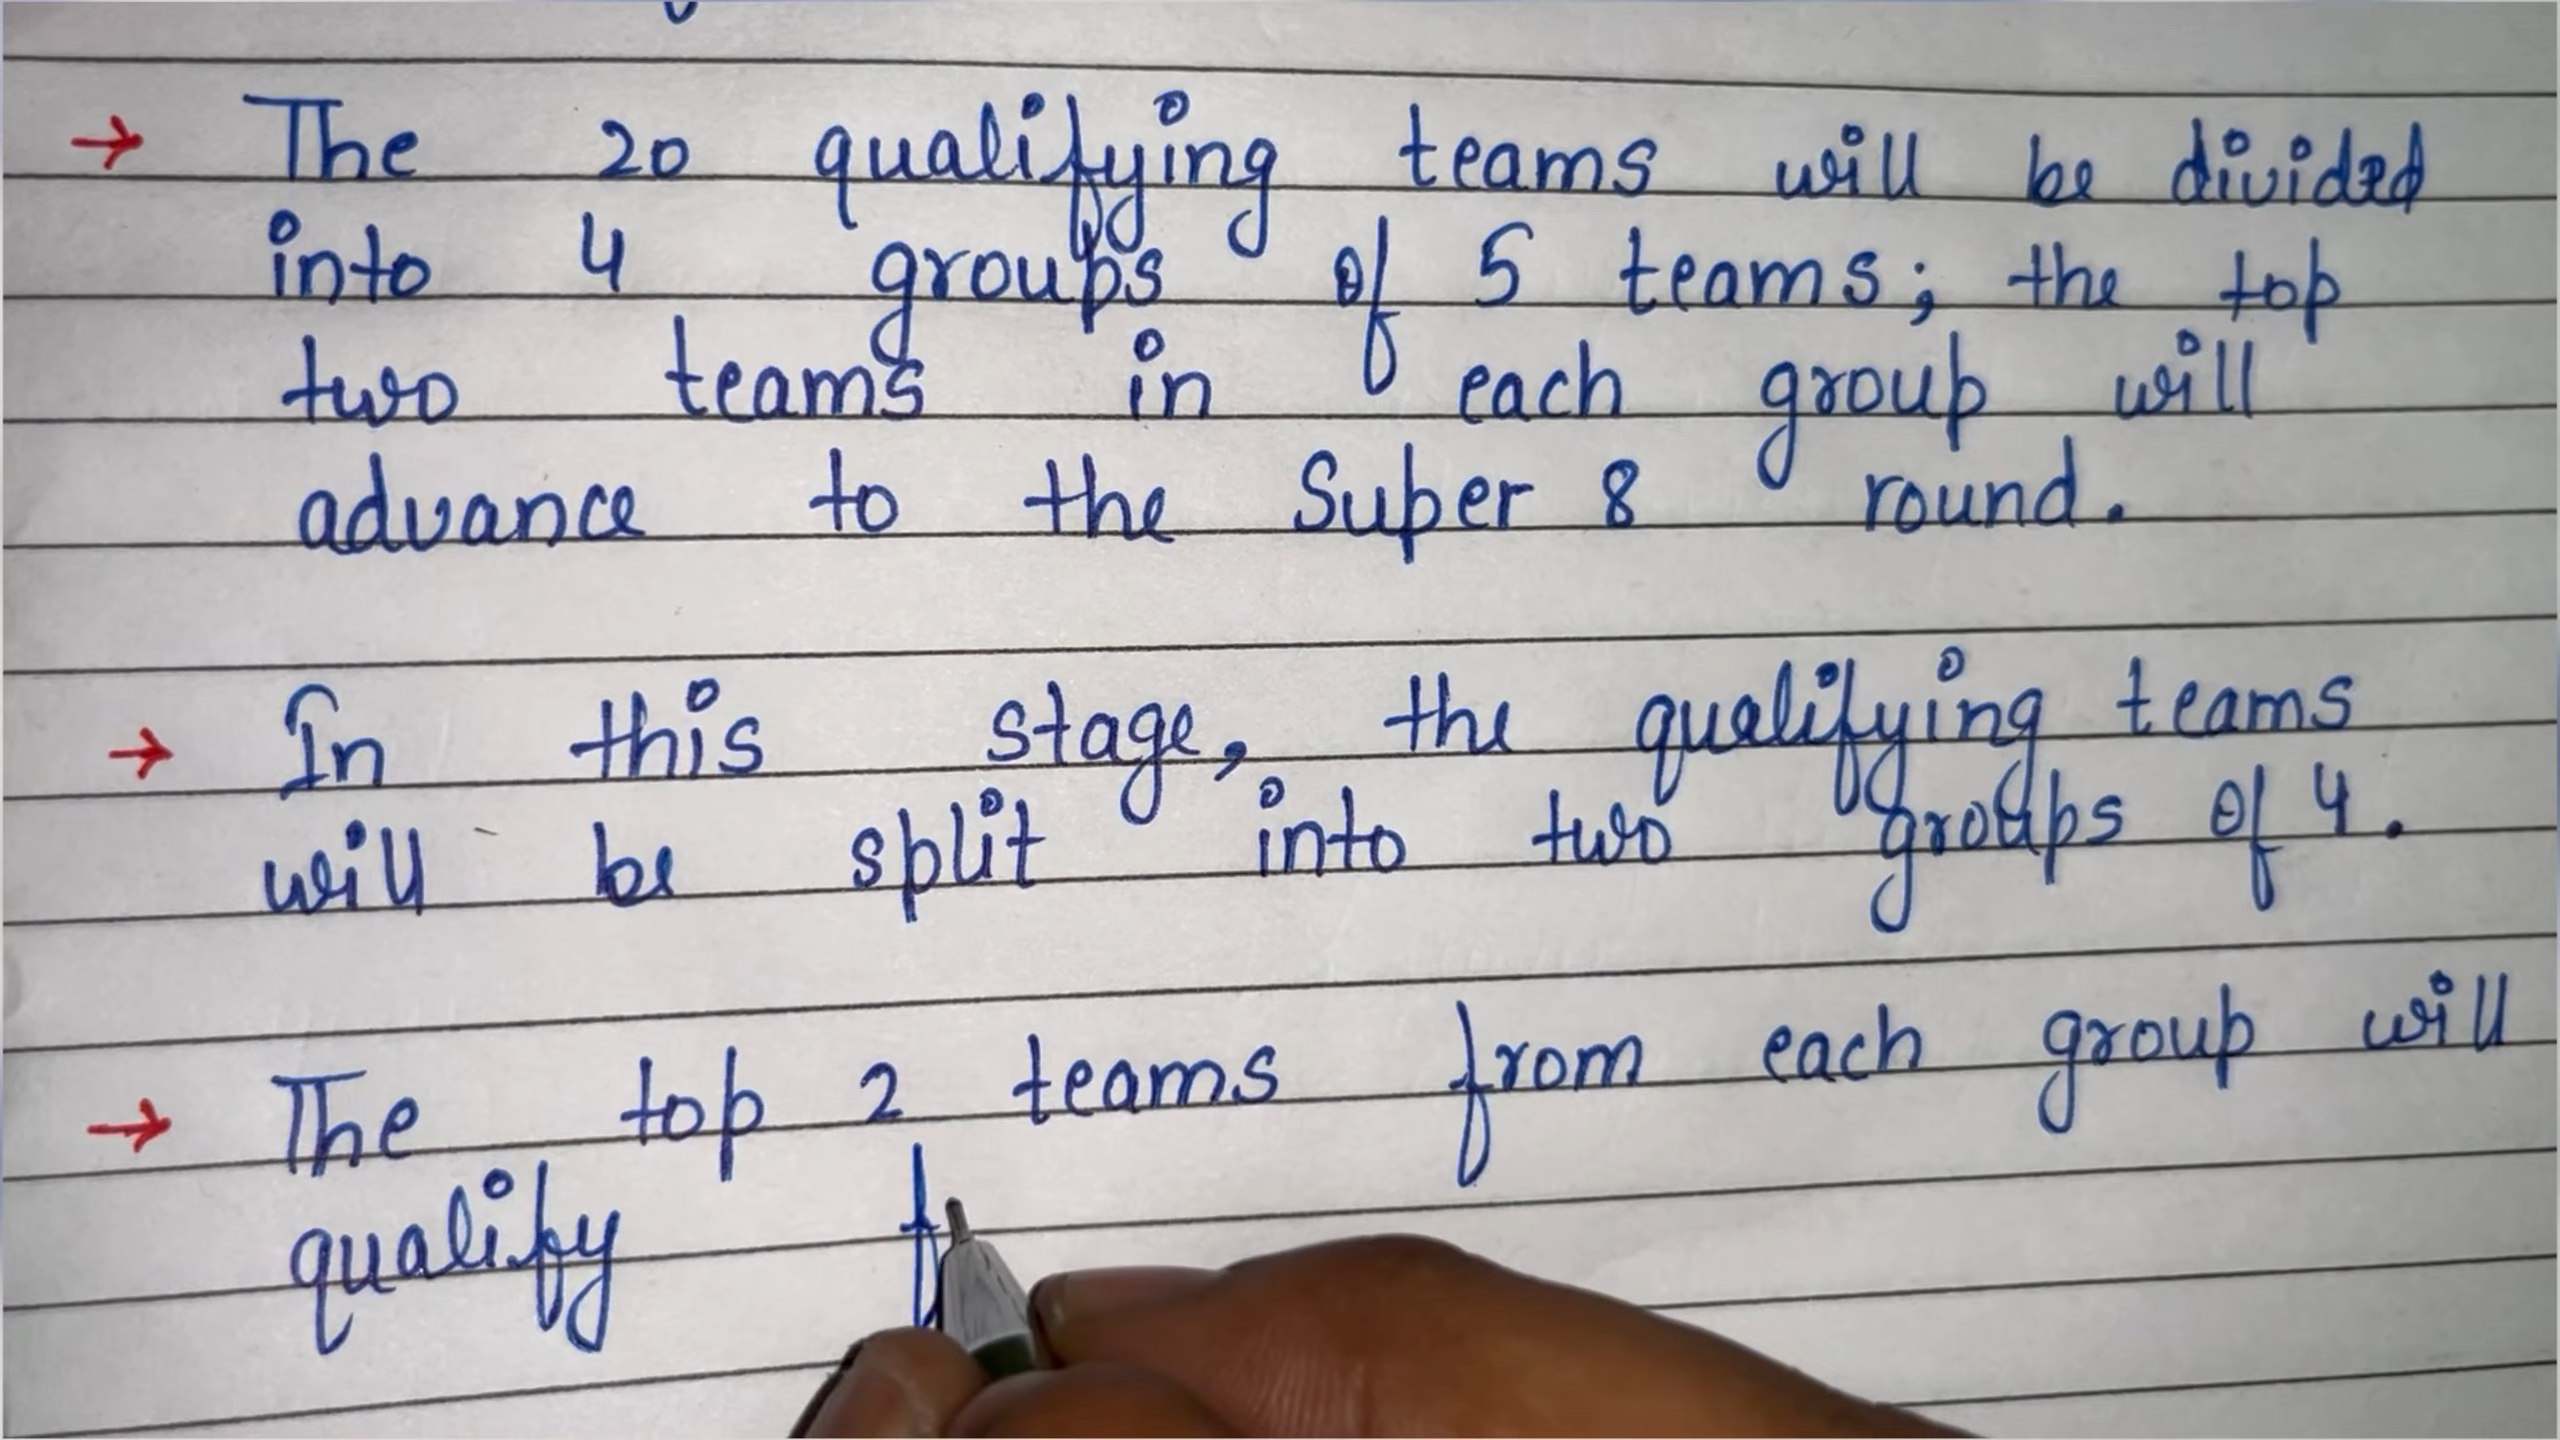 → The 20 qualifying teams will be divided
into 4 groups of 5 teams; the top
two teams in each group will
advance to the Super 8 round.
→ In this stage, the qualifying teams
will be split into two groups of 4.
→ The top 2 teams from each group will
qualify f